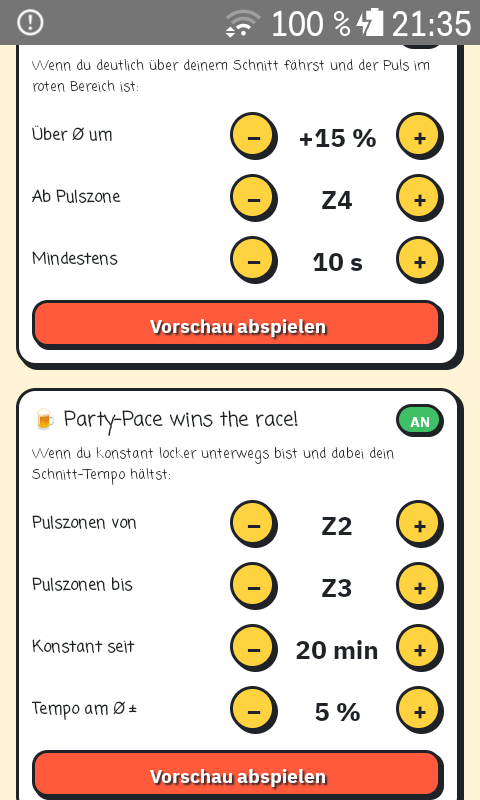 100 % 21:35
Wenn du deutlich über deinem Schnitt fährst und der Puls im
roten Bereich ist:
Über Ø um − +15 % +
Ab Pulszone − Z4 +
Mindestens − 10 s +
Vorschau abspielen
🍺 Party-Pace wins the race! AN
Wenn du konstant locker unterwegs bist und dabei dein
Schnitt-Tempo hältst:
Pulszonen von − Z2 +
Pulszonen bis − Z3 +
Konstant seit − 20 min +
Tempo am Ø ± − 5 % +
Vorschau abspielen